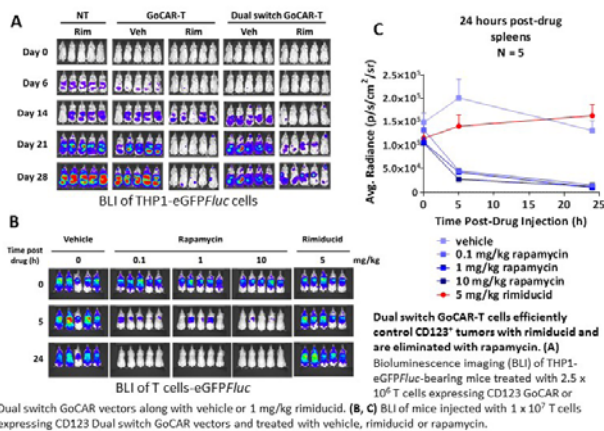 A
NT
GoCAR-T
Dual switch GoCAR-T
Rim
Veh
Rim
Veh
Rim
Day 0
Day 6
Day 14
Day 21
Day 28
BLI of THP1-eGFPFluc cells
B
Time post drug (h)
Vehicle
Rapamycin
Rimiducid
0
0.1
1
10
5
mg/kg
0
5
24
BLI of T cells-eGFPFluc
C
24 hours post-drug
spleens
N = 5
Avg. Radiance (p/s/cm²/sr)
2.5x10⁵
2.0x10⁵
1.5x10⁵
1.0x10⁵
5.0x10⁴
0
0
5
10
15
20
25
Time Post-Drug Injection (h)
vehicle
0.1 mg/kg rapamycin
1 mg/kg rapamycin
10 mg/kg rapamycin
5 mg/kg rimiducid
Dual switch GoCAR-T cells efficiently
control CD123⁺ tumors with rimiducid and
are eliminated with rapamycin. (A)
Bioluminescence imaging (BLI) of THP1-
eGFPFluc-bearing mice treated with 2.5 x
10⁶ T cells expressing CD123 GoCAR or
Dual switch GoCAR vectors along with vehicle or 1 mg/kg rimiducid. (B, C) BLI of mice injected with 1 x 10⁷ T cells
expressing CD123 Dual switch GoCAR vectors and treated with vehicle, rimiducid or rapamycin.